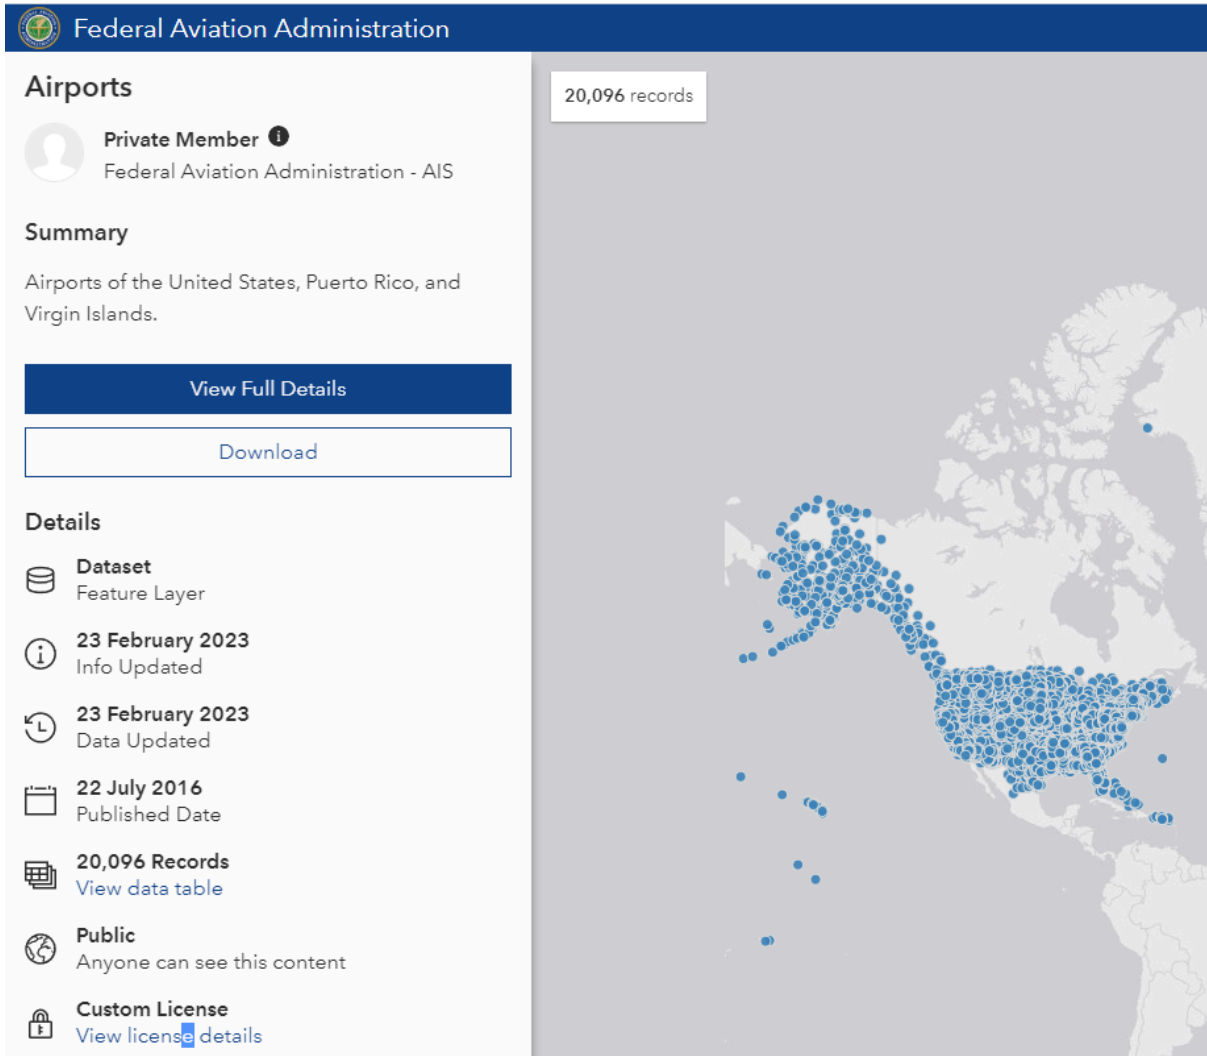 Federal Aviation Administration
Airports
Private Member
Federal Aviation Administration - AIS
Summary
Airports of the United States, Puerto Rico, and
Virgin Islands.
View Full Details
Download
Details
Dataset
Feature Layer
23 February 2023
Info Updated
23 February 2023
Data Updated
22 July 2016
Published Date
20,096 Records
View data table
Public
Anyone can see this content
Custom License
View license details
20,096 records